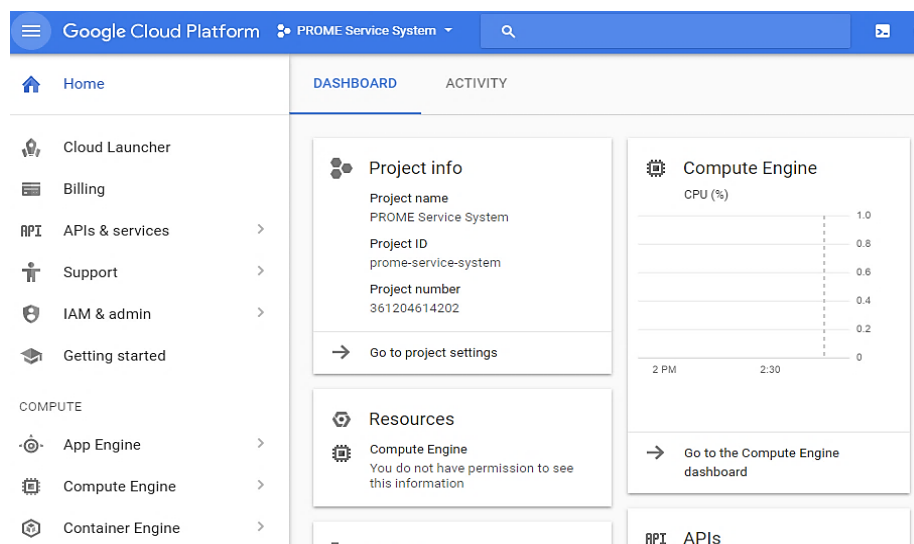 Google Cloud Platform
PROME Service System
Home
Cloud Launcher
Billing
API
APIs & services
Support
IAM & admin
Getting started
COMPUTE
App Engine
Compute Engine
Container Engine
DASHBOARD
ACTIVITY
Project info
Project name
PROME Service System
Project ID
prome-service-system
Project number
361204614202
Go to project settings
Resources
Compute Engine
You do not have permission to see
this information
Compute Engine
CPU (%)
1.0
0.8
0.6
0.4
0.2
0
2 PM
2:30
Go to the Compute Engine
dashboard
API
APIs